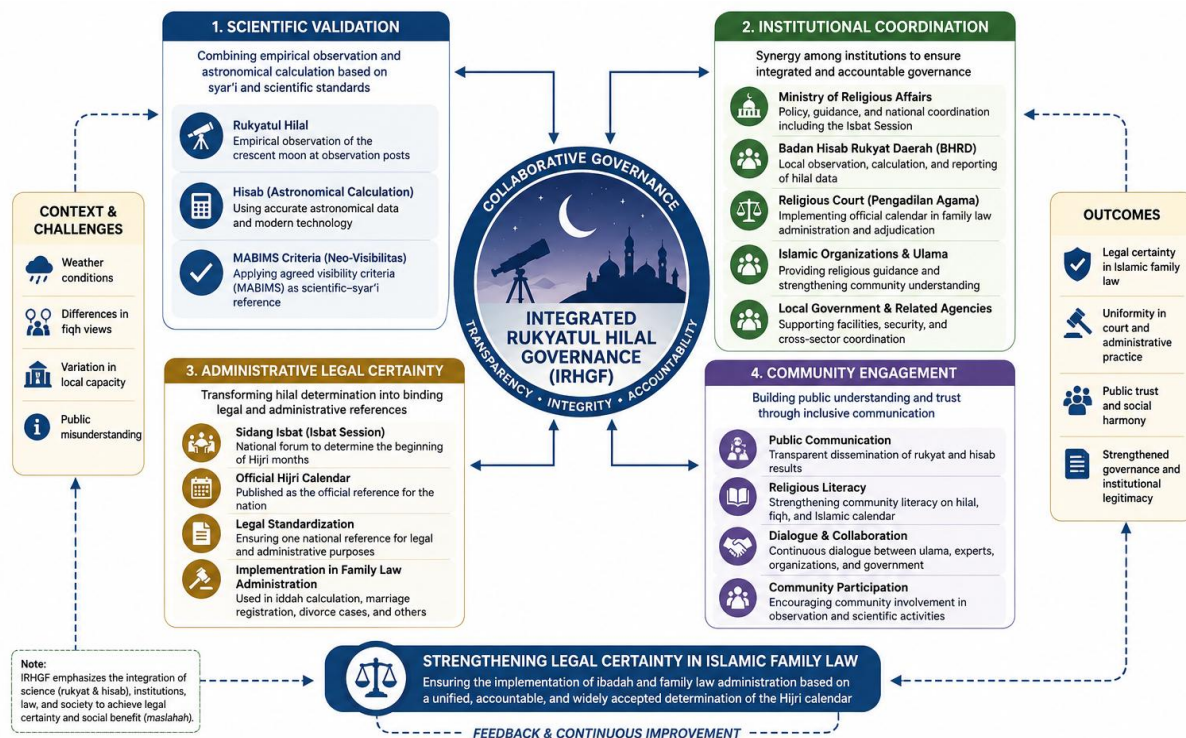 1. SCIENTIFIC VALIDATION
Combining empirical observation and
astronomical calculation based on
syar'i and scientific standards
Rukyatul Hilal
Empirical observation of the
crescent moon at observation posts
Hisab (Astronomical Calculation)
Using accurate astronomical data
and modern technology
MABIMS Criteria (Neo-Visibilitas)
Applying agreed visibility criteria
(MABIMS) as scientific–syar'i
reference
2. INSTITUTIONAL COORDINATION
Synergy among institutions to ensure
integrated and accountable governance
Ministry of Religious Affairs
Policy, guidance, and national coordination
including the Isbat Session
Badan Hisab Rukyat Daerah (BHRD)
Local observation, calculation, and reporting
of hilal data
Religious Court (Pengadilan Agama)
Implementing official calendar in family law
administration and adjudication
Islamic Organizations & Ulama
Providing religious guidance and
strengthening community understanding
Local Government & Related Agencies
Supporting facilities, security, and
cross-sector coordination
CONTEXT &
CHALLENGES
Weather
conditions
Differences in
fiqh views
Variation in
local capacity
Public
misunderstanding
COLLABORATIVE GOVERNANCE
INTEGRATED
RUKYATUL HILAL
GOVERNANCE
(IRHGF)
TRANSPARENCY • INTEGRITY • ACCOUNTABILITY
OUTCOMES
Legal certainty
in Islamic family
law
Uniformity in
court and
administrative
practice
Public trust
and social
harmony
Strengthened
governance and
institutional
legitimacy
3. ADMINISTRATIVE LEGAL CERTAINTY
Transforming hilal determination into binding
legal and administrative references
Sidang Isbat (Isbat Session)
National forum to determine the beginning
of Hijri months
Official Hijri Calendar
Published as the official reference for the
nation
Legal Standardization
Ensuring one national reference for legal
and administrative purposes
Implementation in Family Law
Administration
Used in iddah calculation, marriage
registration, divorce cases, and others
4. COMMUNITY ENGAGEMENT
Building public understanding and trust
through inclusive communication
Public Communication
Transparent dissemination of rukyat and hisab
results
Religious Literacy
Strengthening community literacy on hilal,
fiqh, and Islamic calendar
Dialogue & Collaboration
Continuous dialogue between ulama, experts,
organizations, and government
Community Participation
Encouraging community involvement in
observation and scientific activities
Note:
IRHGF emphasizes the integration of
science (rukyat & hisab), institutions,
law, and society to achieve legal
certainty and social benefit (maslahah).
STRENGTHENING LEGAL CERTAINTY IN ISLAMIC FAMILY LAW
Ensuring the implementation of ibadah and family law administration based on
a unified, accountable, and widely accepted determination of the Hijri calendar
FEEDBACK & CONTINUOUS IMPROVEMENT